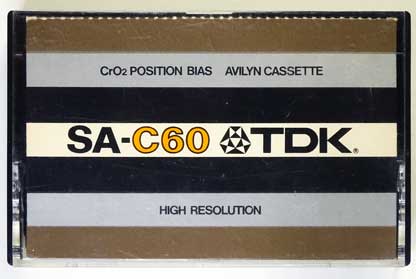 CrO2 POSITION BIAS AVILYN CASSETTE
SA-C60 TDK®
HIGH RESOLUTION